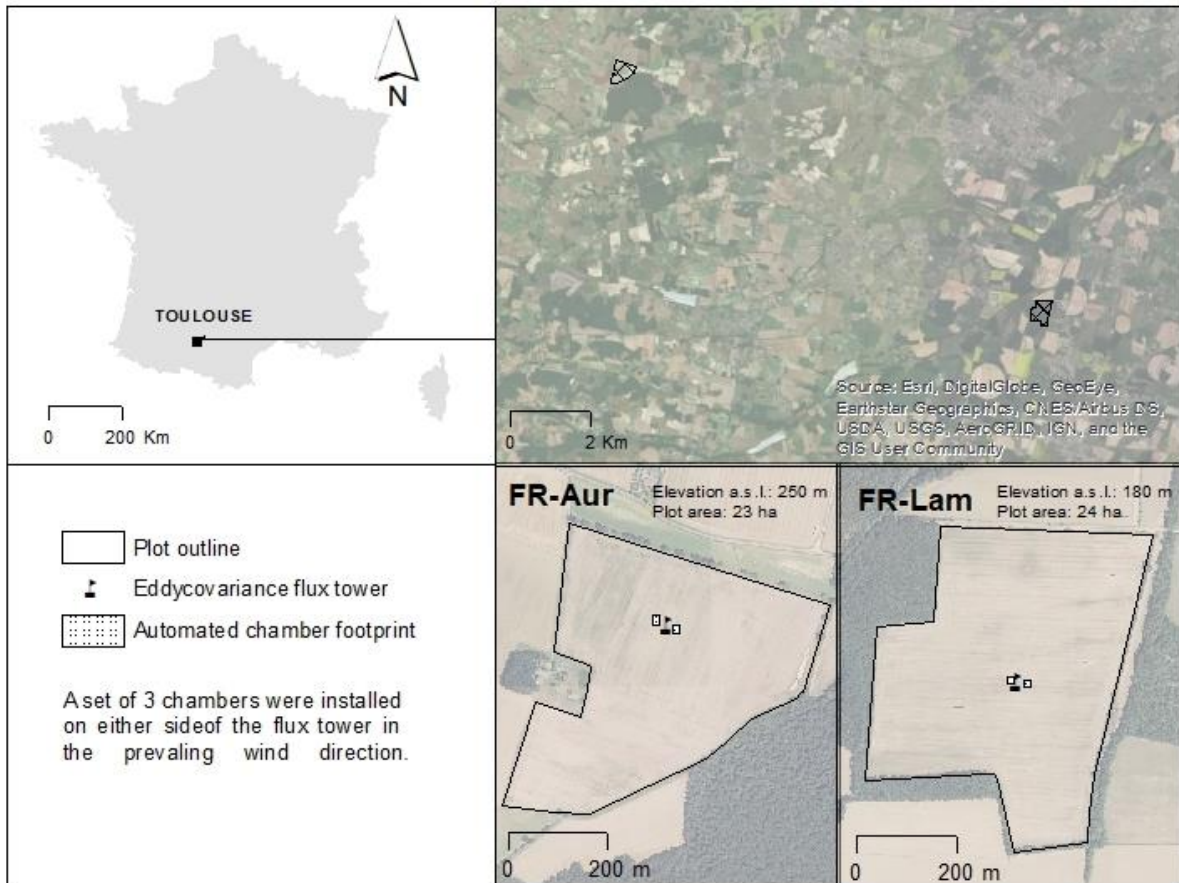 N
TOULOUSE
0 200 Km
0 2 Km
Source: Esri, DigitalGlobe, GeoEye,
Earthstar Geographics, CNES/Airbus DS,
USDA, USGS, AeroGRID, IGN, and the
GIS User Community
Plot outline
Eddycovariance flux tower
Automated chamber footprint
A set of 3 chambers were installed
on either sideof the flux tower in
the prevaling wind direction.
FR-Aur
Elevation a.s.l.: 250 m
Plot area: 23 ha
0 200 m
FR-Lam
Elevation a.s.l.: 180 m
Plot area: 24 ha
0 200 m